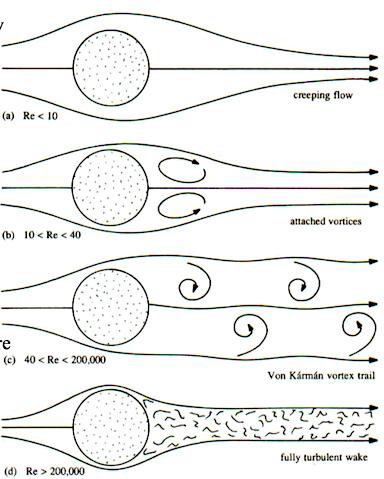 y
creeping flow
(a) Re < 10
attached vortices
(b) 10 < Re < 40
re
(c) 40 < Re < 200,000
Von Kármán vortex trail
fully turbulent wake
(d) Re > 200,000